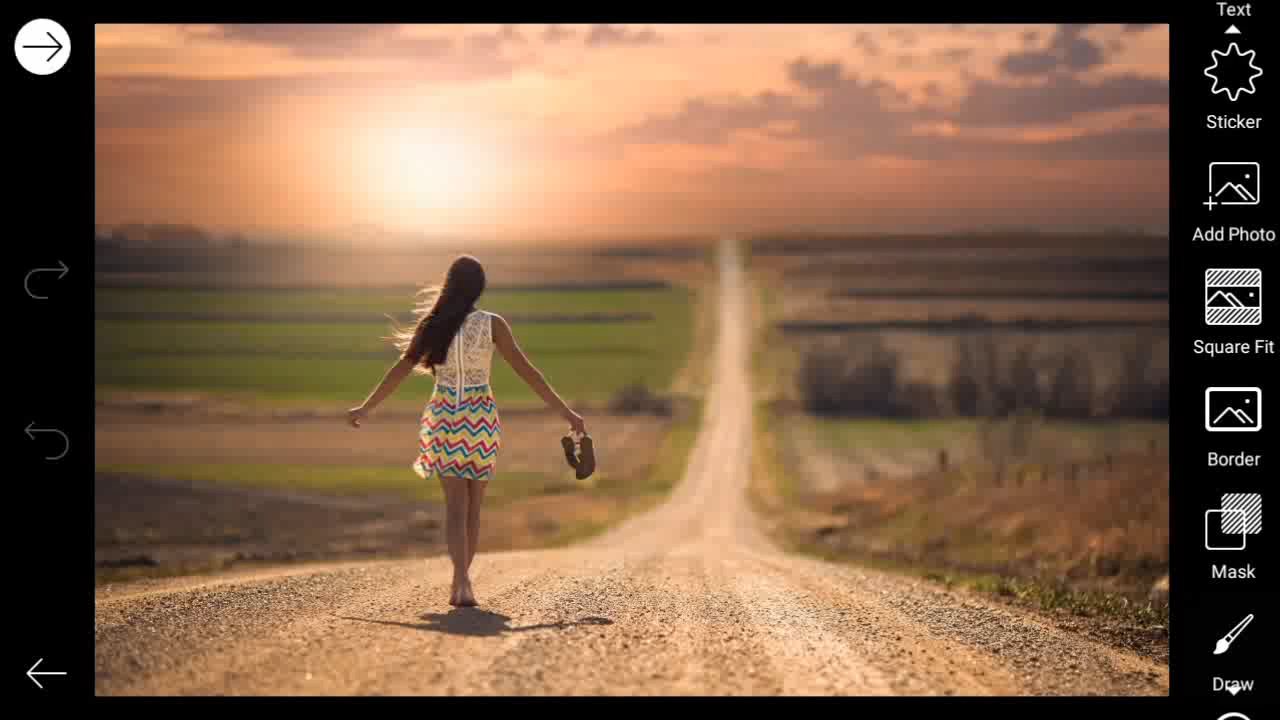 Text
Sticker
Add Photo
Square Fit
Border
Mask
Draw